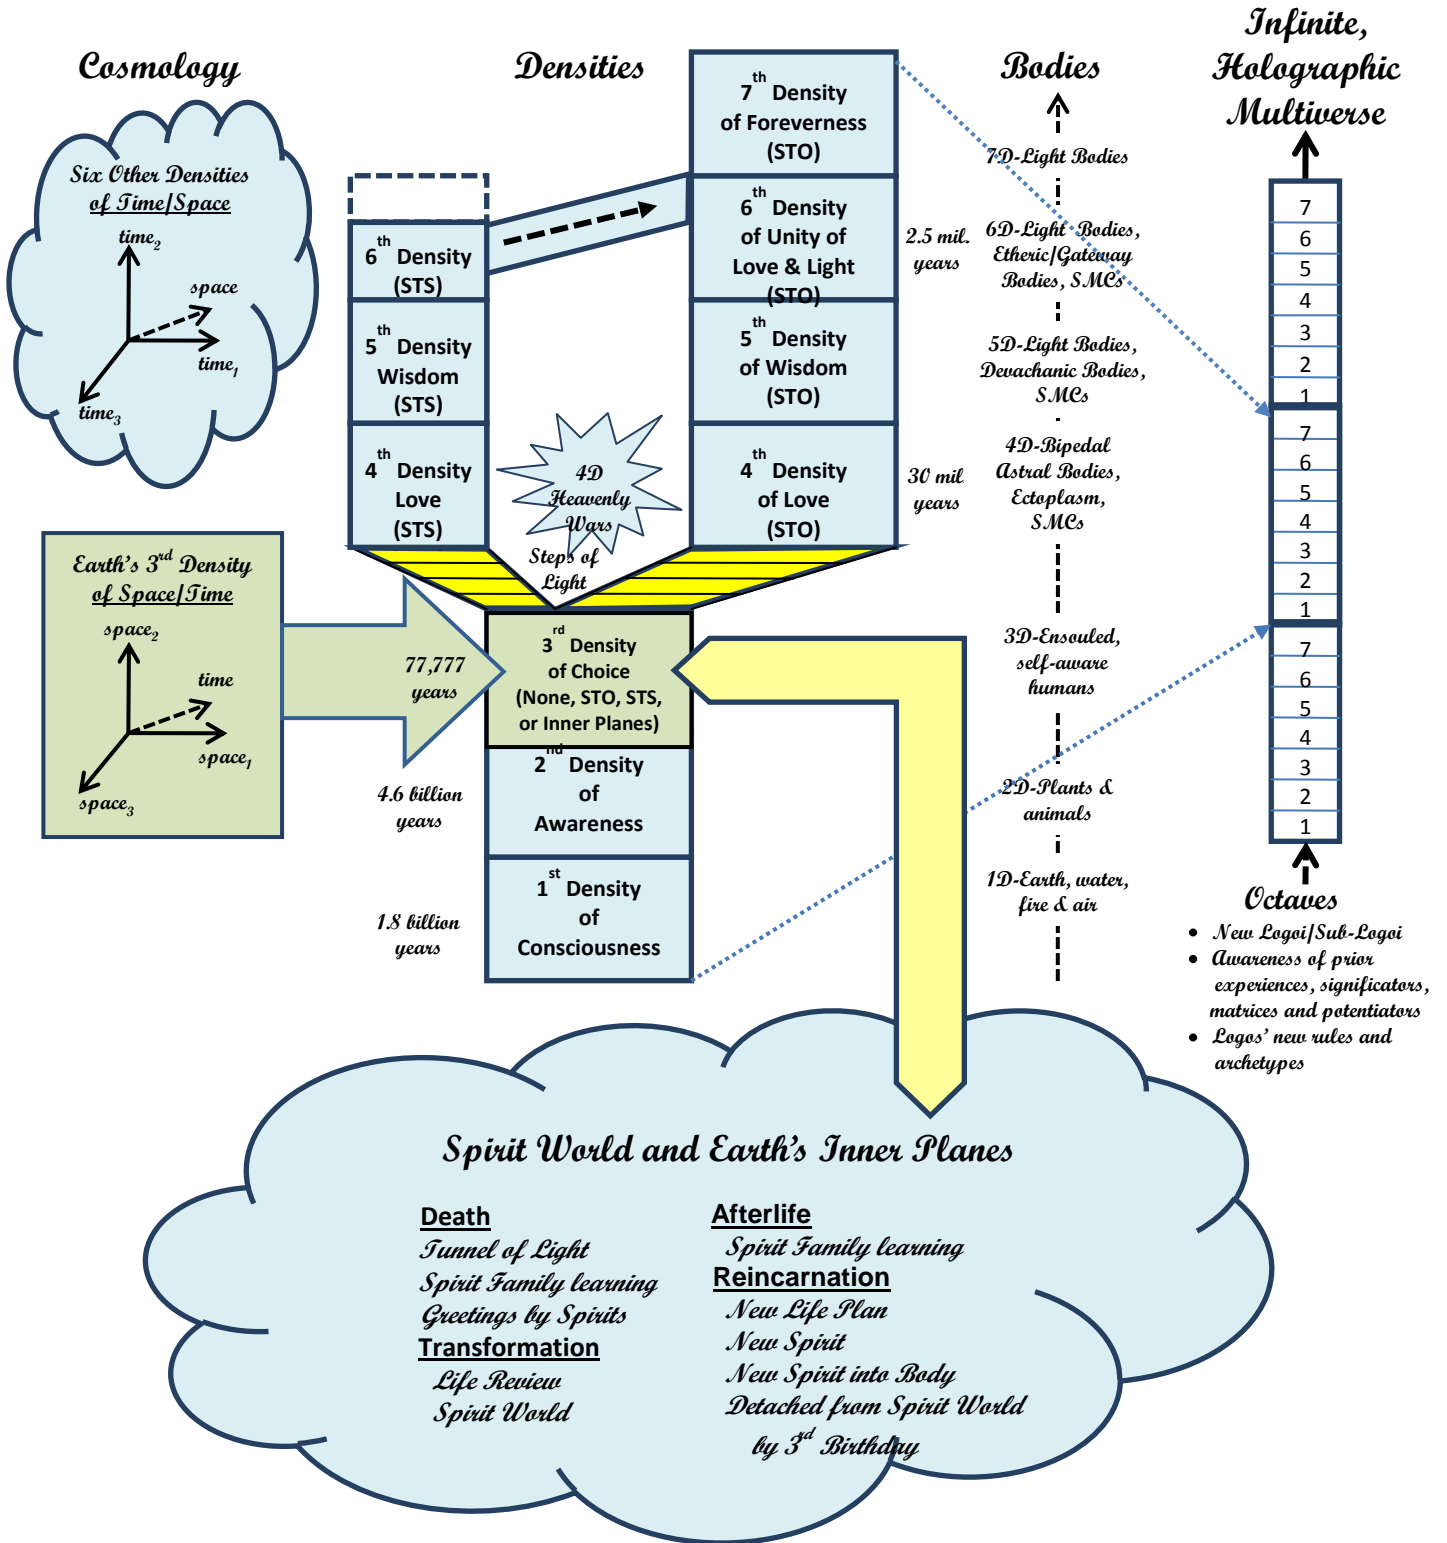 Cosmology
Six Other Densities
of Time/Space
time2
space
time1
time3
Earth's 3rd Density
of Space/Time
space2
time
space1
space3
Densities
6th Density
(STS)
5th Density
Wisdom
(STS)
4th Density
Love
(STS)
7th Density
of Foreverness
(STO)
6th Density
of Unity of
Love & Light
(STO)
5th Density
of Wisdom
(STO)
4th Density
of Love
(STO)
4D
Heavenly
Wars
Steps of
Light
2.5 mil.
years
30 mil.
years
77,777
years
4.6 billion
years
1.8 billion
years
3rd Density
of Choice
(None, STO, STS,
or Inner Planes)
2nd Density
of
Awareness
1st Density
of
Consciousness
Bodies
7D-Light Bodies
6D-Light Bodies,
Etheric/Gateway
Bodies, SMCs
5D-Light Bodies,
Devachanic Bodies,
SMCs
4D-Bipedal
Astral Bodies,
Ectoplasm,
SMCs
3D-Ensouled,
self-aware
humans
2D-Plants &
animals
1D-Earth, water,
fire & air
Infinite,
Holographic
Multiverse
7
6
5
4
3
2
1
7
6
5
4
3
2
1
7
6
5
4
3
2
1
Octaves
• New Logoi/Sub-Logoi
• Awareness of prior
experiences, significators,
matrices and potentiators
• Logos' new rules and
archetypes
Spirit World and Earth's Inner Planes
Death
Tunnel of Light
Spirit Family learning
Greetings by Spirits
Transformation
Life Review
Spirit World
Afterlife
Spirit Family learning
Reincarnation
New Life Plan
New Spirit
New Spirit into Body
Detached from Spirit World
by 3rd Birthday